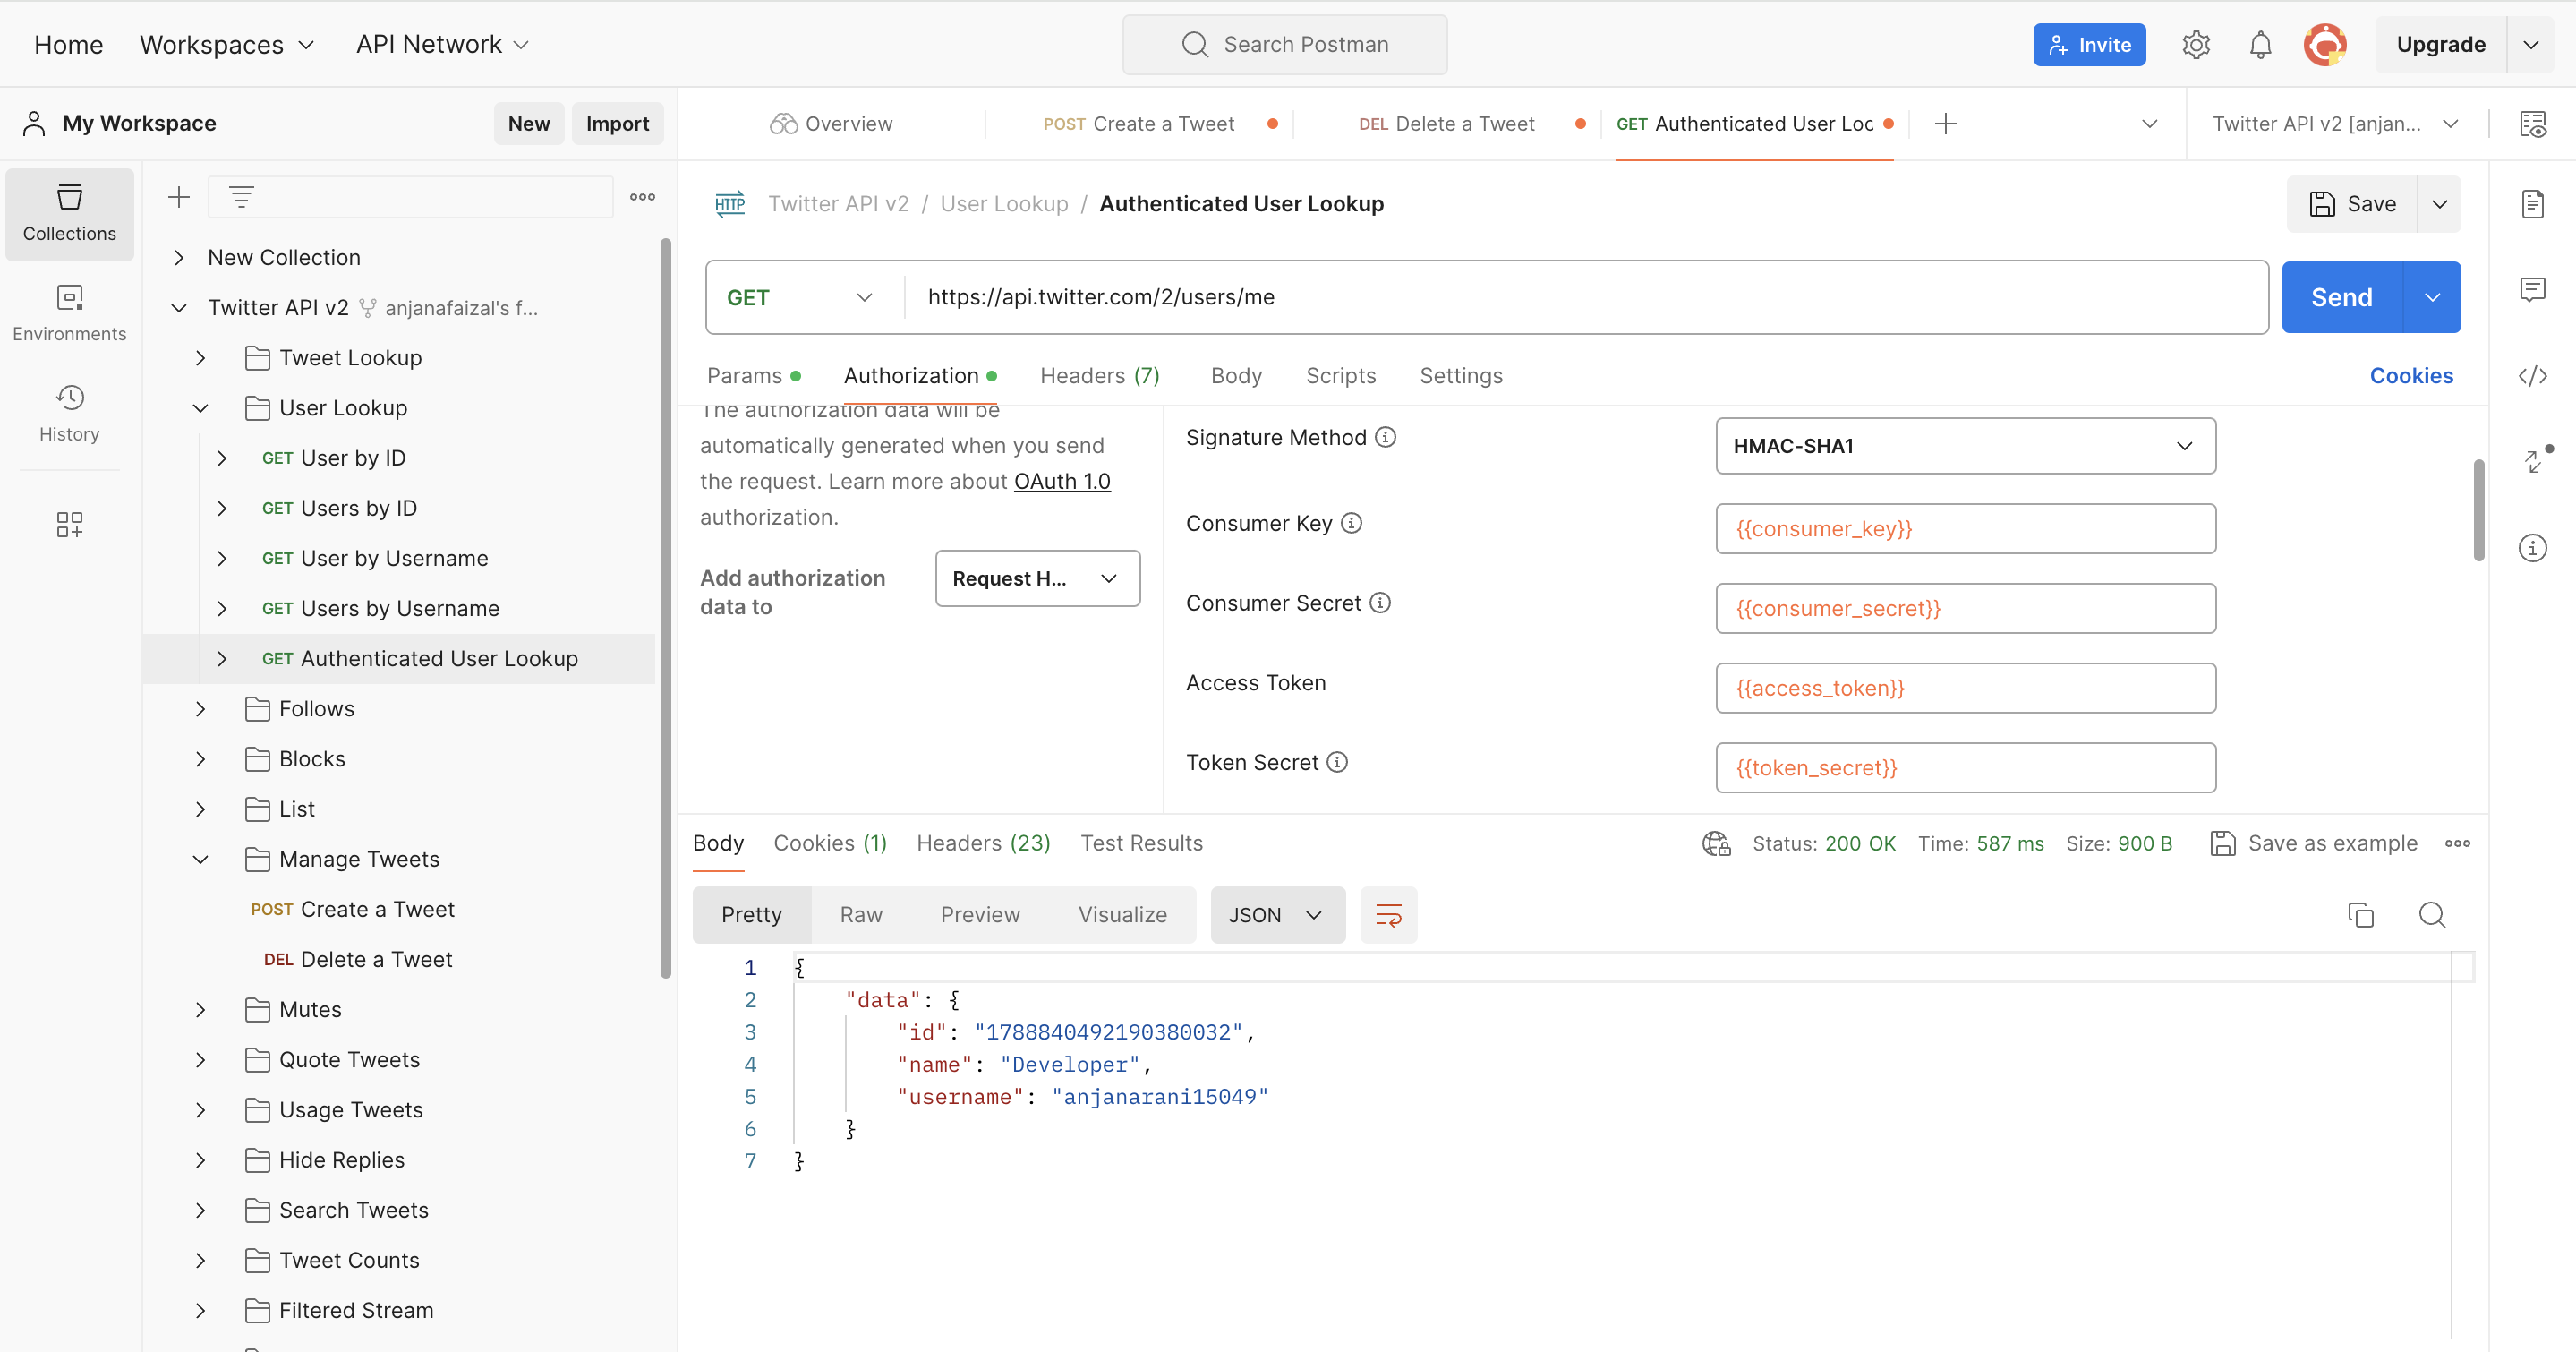 Home
Workspaces
API Network
Search Postman
Invite
Upgrade
My Workspace
New
Import
Overview
POST Create a Tweet
DEL Delete a Tweet
GET Authenticated User Loc
Twitter API v2 [anjan...
Collections
Environments
History
New Collection
Twitter API v2 anjanafaizal's f...
Tweet Lookup
User Lookup
GET User by ID
GET Users by ID
GET User by Username
GET Users by Username
GET Authenticated User Lookup
Follows
Blocks
List
Manage Tweets
POST Create a Tweet
DEL Delete a Tweet
Mutes
Quote Tweets
Usage Tweets
Hide Replies
Search Tweets
Tweet Counts
Filtered Stream
HTTP Twitter API v2 / User Lookup / Authenticated User Lookup
Save
GET
https://api.twitter.com/2/users/me
Send
Params
Authorization
Headers (7)
Body
Scripts
Settings
Cookies
The authorization data will be
automatically generated when you send
the request. Learn more about OAuth 1.0
authorization.
Add authorization
data to
Request H...
Signature Method
HMAC-SHA1
Consumer Key
{{consumer_key}}
Consumer Secret
{{consumer_secret}}
Access Token
{{access_token}}
Token Secret
{{token_secret}}
Body
Cookies (1)
Headers (23)
Test Results
Status: 200 OK
Time: 587 ms
Size: 900 B
Save as example
Pretty
Raw
Preview
Visualize
JSON
1 {
2 "data": {
3 "id": "1788840492190380032",
4 "name": "Developer",
5 "username": "anjanarani15049"
6 }
7 }